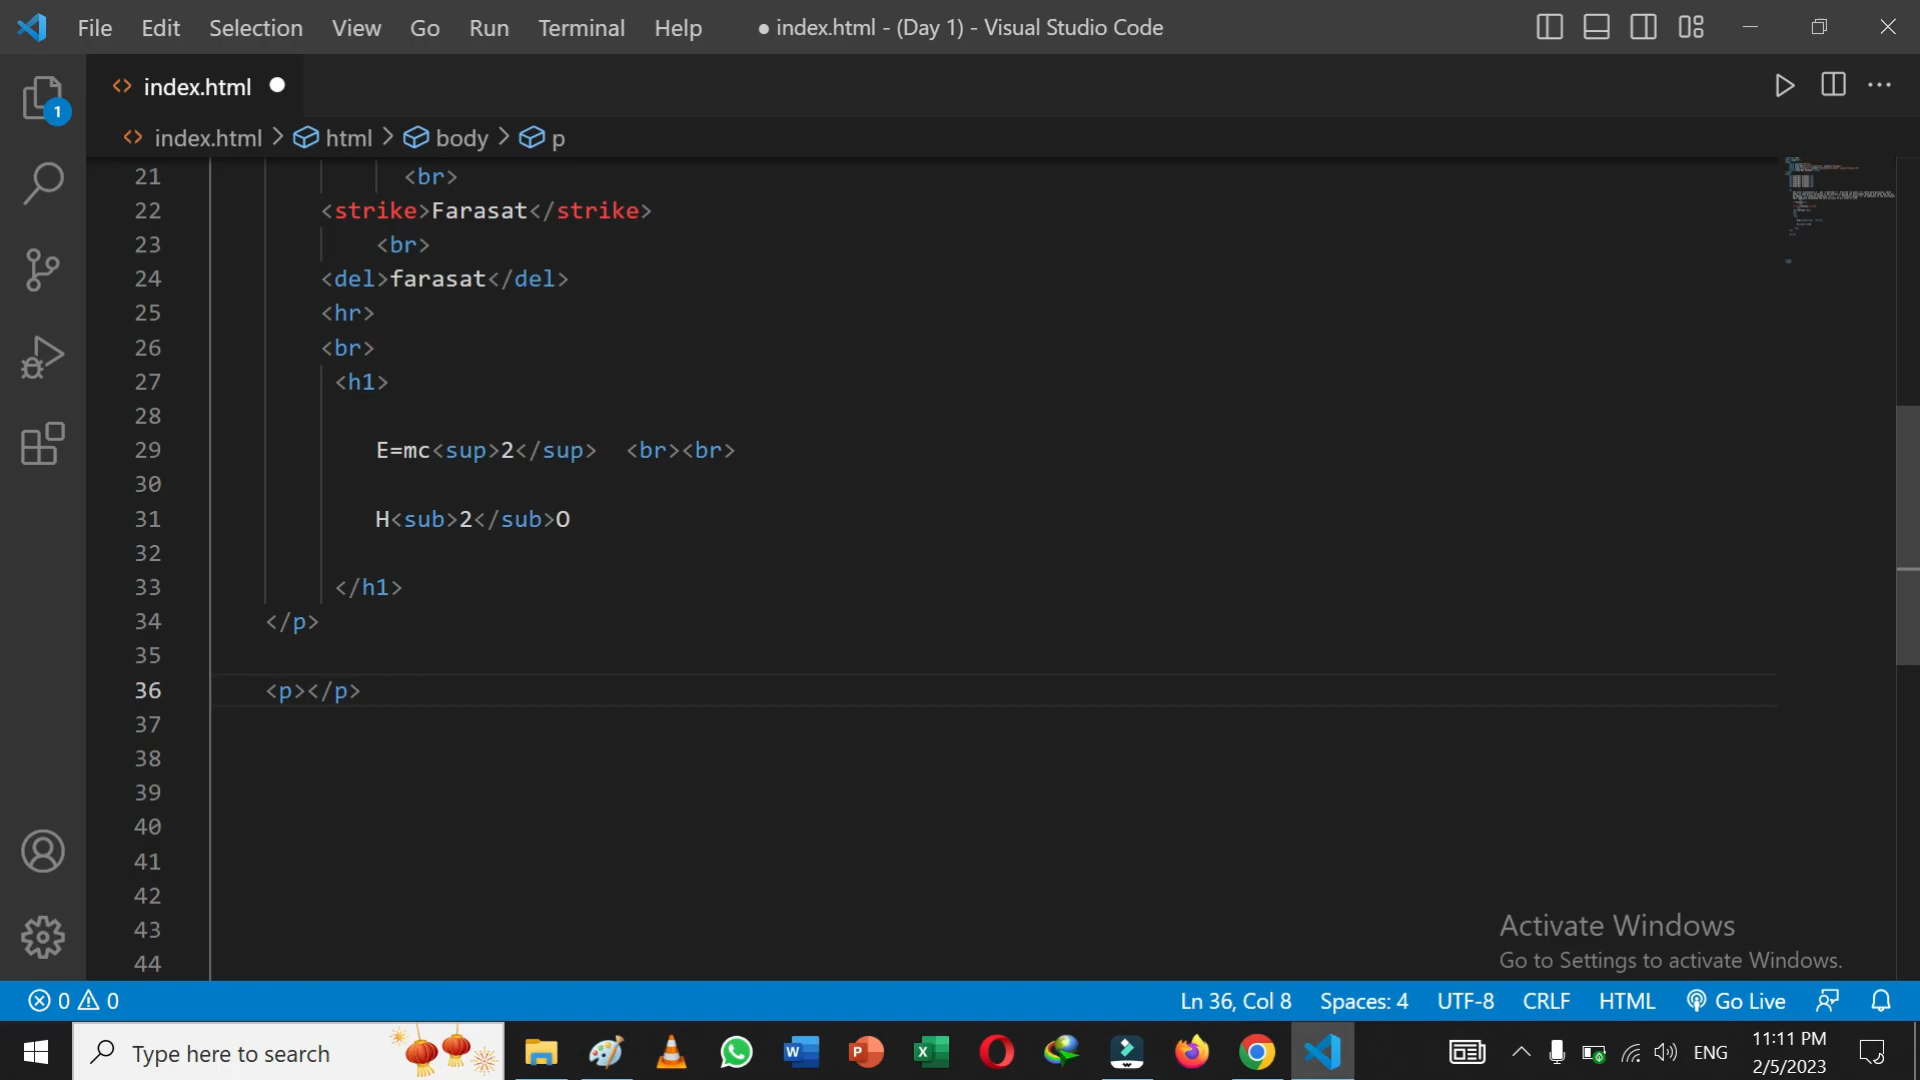 File Edit Selection View Go Run Terminal Help ● index.html - (Day 1) - Visual Studio Code
1
<> index.html ●
<> index.html > html > body > p
21 <br>
22 <strike>Farasat</strike>
23 <br>
24 <del>farasat</del>
25 <hr>
26 <br>
27 <h1>
28
29 E=mc<sup>2</sup> <br><br>
30
31 H<sub>2</sub>O
32
33 </h1>
34 </p>
35
36 <p></p>
37
38
39
40
41
42
43
44
Activate Windows
Go to Settings to activate Windows.
0 0 Ln 36, Col 8 Spaces: 4 UTF-8 CRLF HTML Go Live
Type here to search
ENG
11:11 PM
2/5/2023